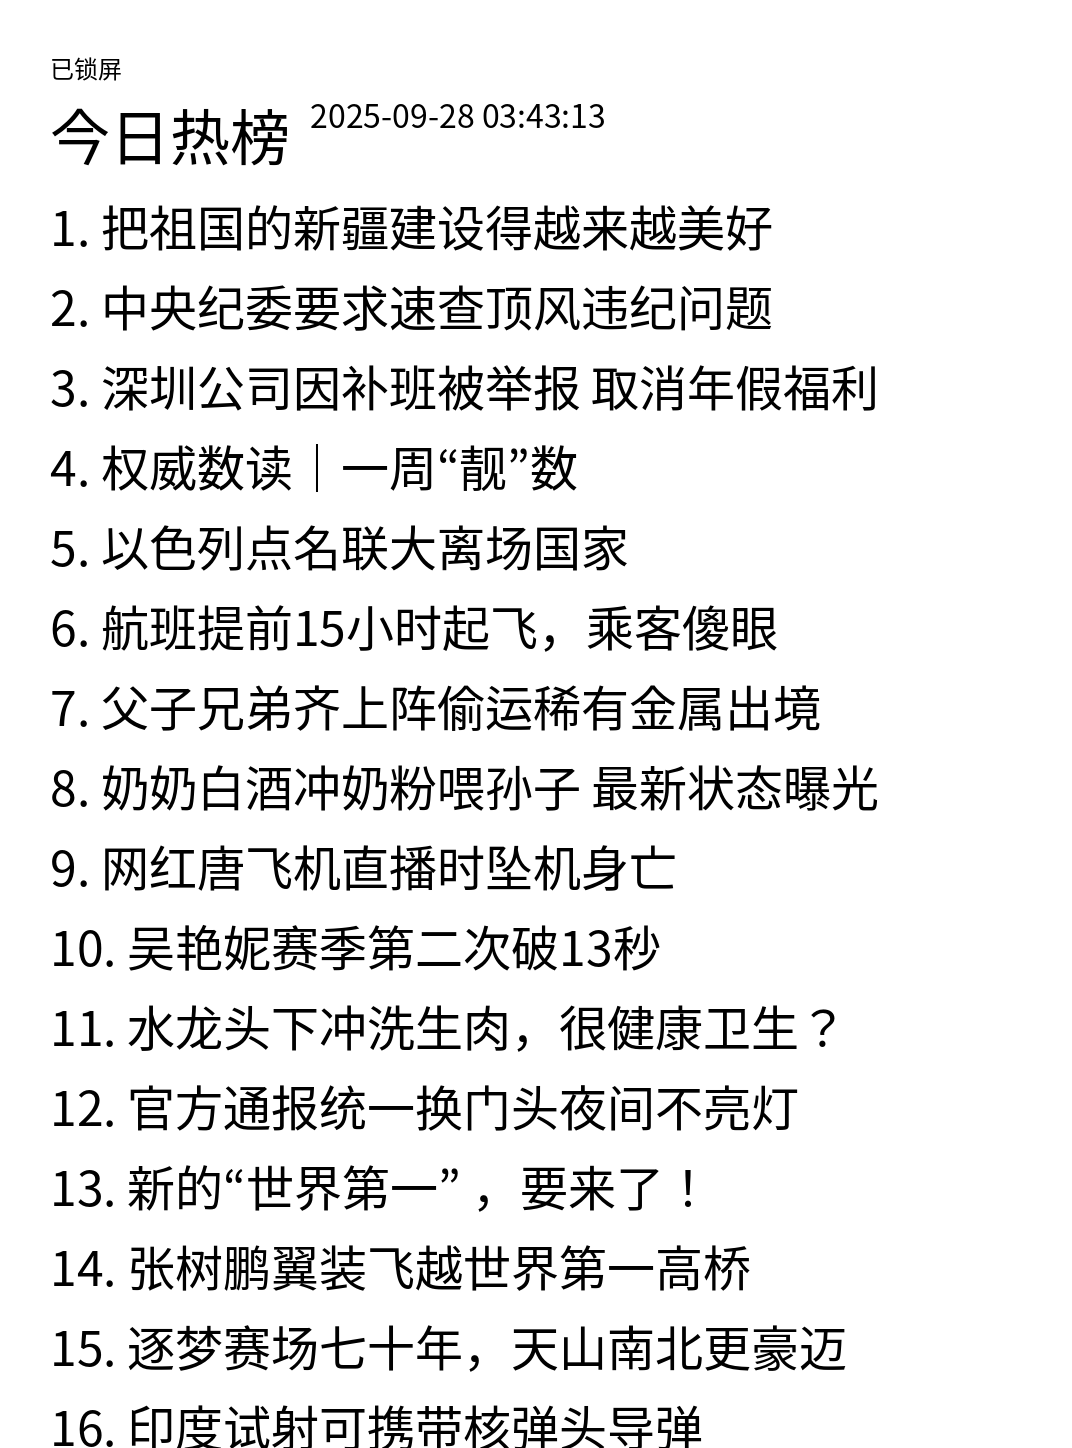 已锁屏
今日热榜 2025-09-28 03:43:13
1. 把祖国的新疆建设得越来越美好
2. 中央纪委要求速查顶风违纪问题
3. 深圳公司因补班被举报 取消年假福利
4. 权威数读｜一周“靓”数
5. 以色列点名联大离场国家
6. 航班提前15小时起飞，乘客傻眼
7. 父子兄弟齐上阵偷运稀有金属出境
8. 奶奶白酒冲奶粉喂孙子 最新状态曝光
9. 网红唐飞机直播时坠机身亡
10. 吴艳妮赛季第二次破13秒
11. 水龙头下冲洗生肉，很健康卫生？
12. 官方通报统一换门头夜间不亮灯
13. 新的“世界第一” ，要来了！
14. 张树鹏翼装飞越世界第一高桥
15. 逐梦赛场七十年，天山南北更豪迈
16. 印度试射可携带核弹头导弹